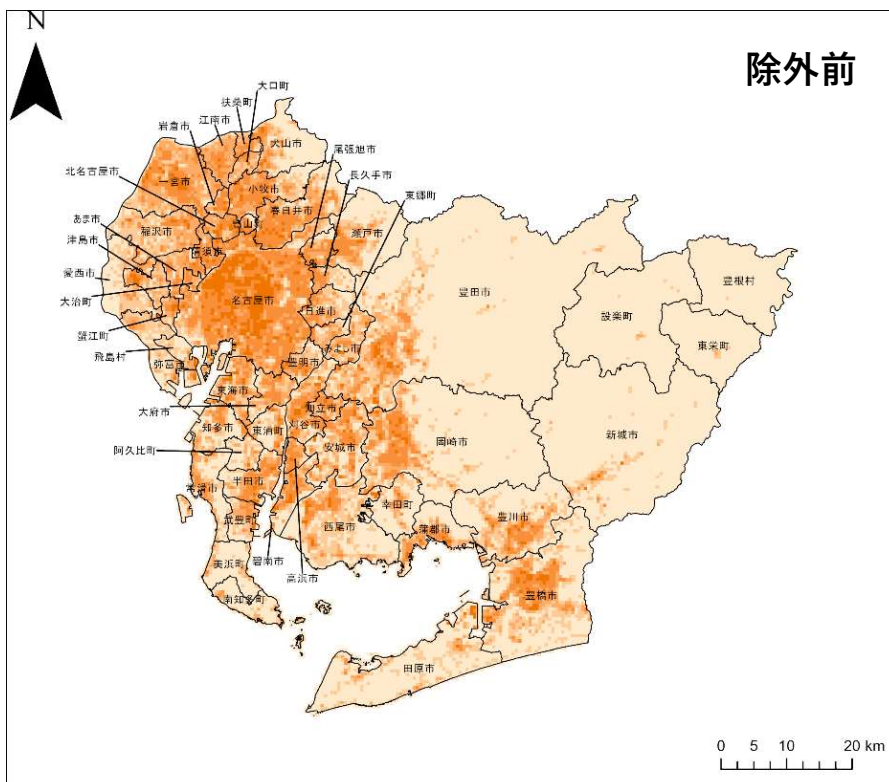 N
除外前
大口町
扶桑町
江南市
岩倉市
犬山市
尾張旭市
北名古屋市
長久手市
一宮市
小牧市
東郷町
春日井市
あま市
稲沢市
豊山町
瀬戸市
津島市
清須市
愛西市
豊田市
豊根村
大治町
名古屋市
日進市
設楽町
蟹江町
東栄町
飛島村
みよし市
弥富市
豊明市
東海市
大府市
知立市
知多市
東浦町
刈谷市
安城市
岡崎市
新城市
阿久比町
半田市
常滑市
幸田町
武豊町
西尾市
蒲郡市
豊川市
碧南市
美浜町
高浜市
南知多町
豊橋市
田原市
0 5 10 20 km